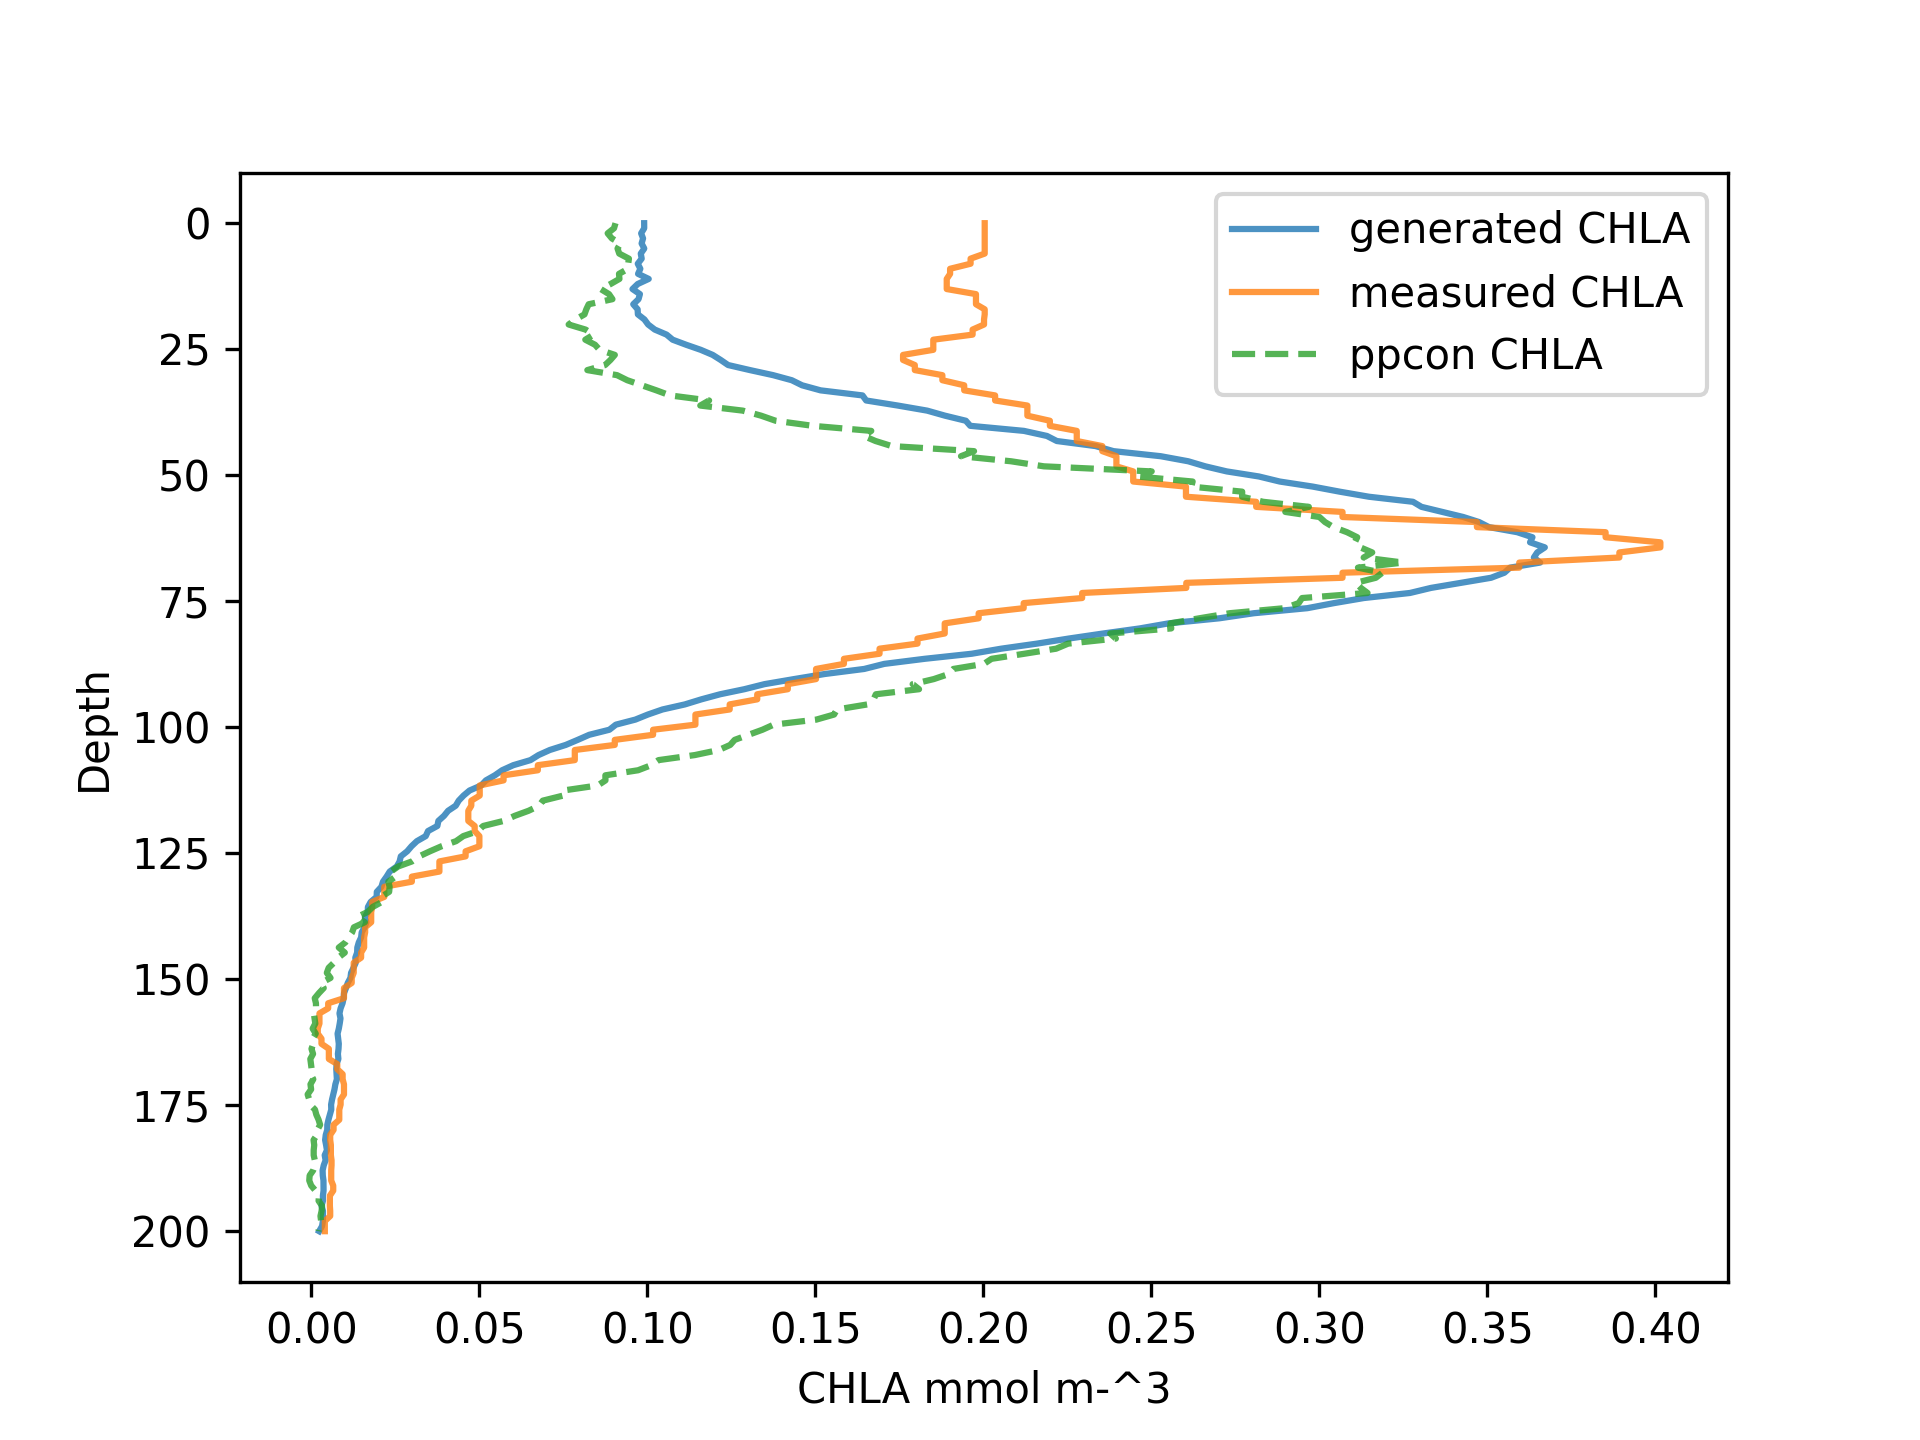 generated CHLA
measured CHLA
ppcon CHLA
0
25
50
75
100
125
150
175
200
Depth
0.00 0.05 0.10 0.15 0.20 0.25 0.30 0.35 0.40
CHLA mmol m-^3